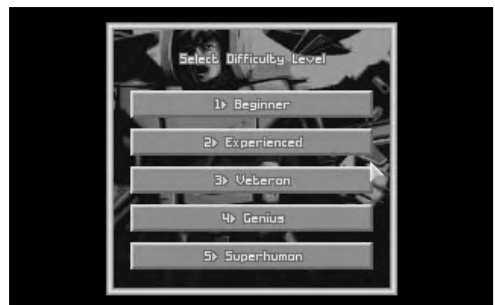 Select Difficulty Level
1> Beginner
2> Experienced
3> Veteran
4> Genius
5> Superhuman